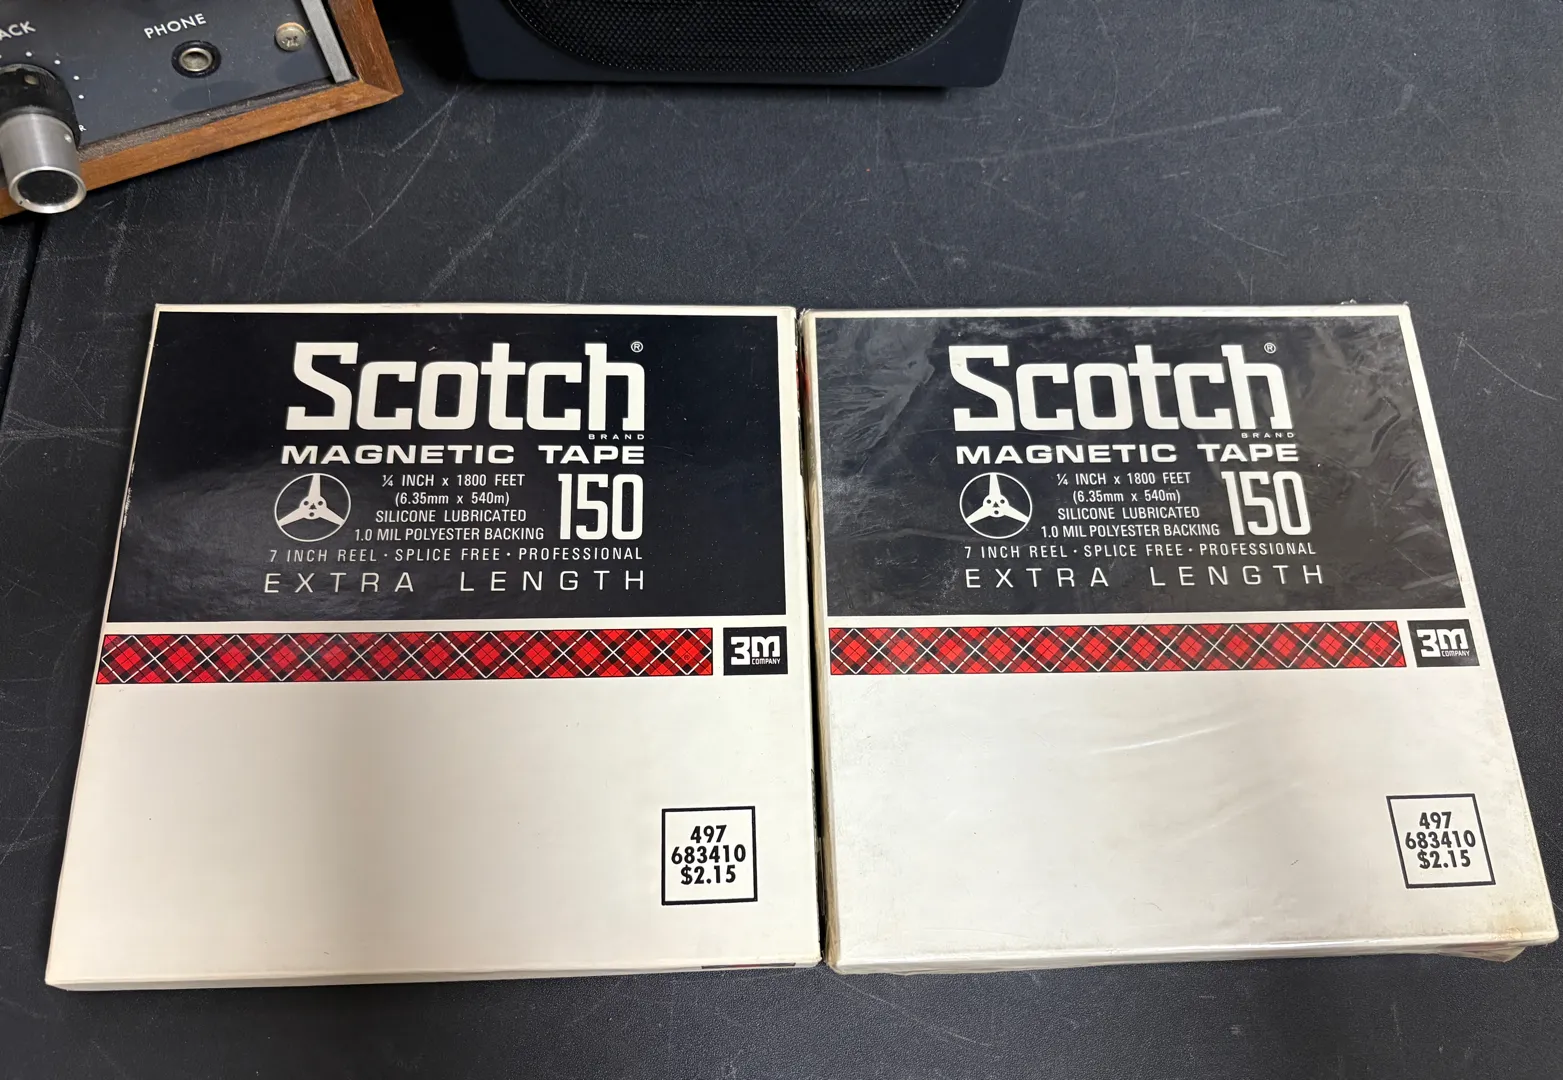 PHONE
Scotch®
BRAND
MAGNETIC TAPE
¼ INCH x 1800 FEET
(6.35mm x 540m)
SILICONE LUBRICATED
1.0 MIL POLYESTER BACKING
150
7 INCH REEL · SPLICE FREE · PROFESSIONAL
EXTRA LENGTH
3M
COMPANY
497
683410
$2.15
Scotch®
BRAND
MAGNETIC TAPE
¼ INCH x 1800 FEET
(6.35mm x 540m)
SILICONE LUBRICATED
1.0 MIL POLYESTER BACKING
150
7 INCH REEL · SPLICE FREE · PROFESSIONAL
EXTRA LENGTH
3M
COMPANY
497
683410
$2.15